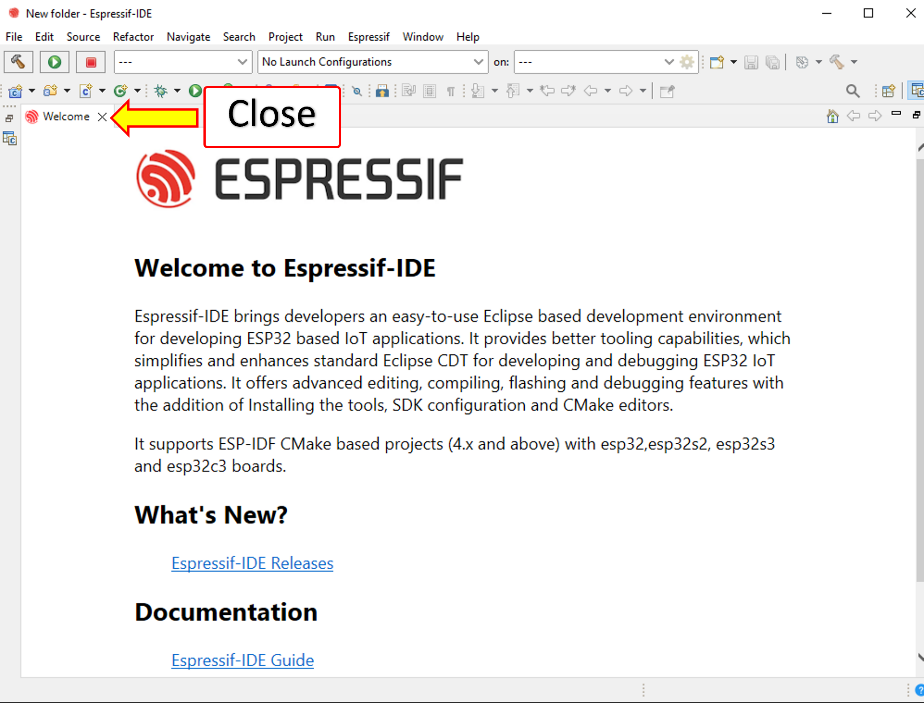 New folder - Espressif-IDE
File Edit Source Refactor Navigate Search Project Run Espressif Window Help
--- No Launch Configurations on: ---
Welcome
Close
ESPRESSIF
Welcome to Espressif-IDE
Espressif-IDE brings developers an easy-to-use Eclipse based development environment
for developing ESP32 based IoT applications. It provides better tooling capabilities, which
simplifies and enhances standard Eclipse CDT for developing and debugging ESP32 IoT
applications. It offers advanced editing, compiling, flashing and debugging features with
the addition of Installing the tools, SDK configuration and CMake editors.
It supports ESP-IDF CMake based projects (4.x and above) with esp32,esp32s2, esp32s3
and esp32c3 boards.
What's New?
Espressif-IDE Releases
Documentation
Espressif-IDE Guide